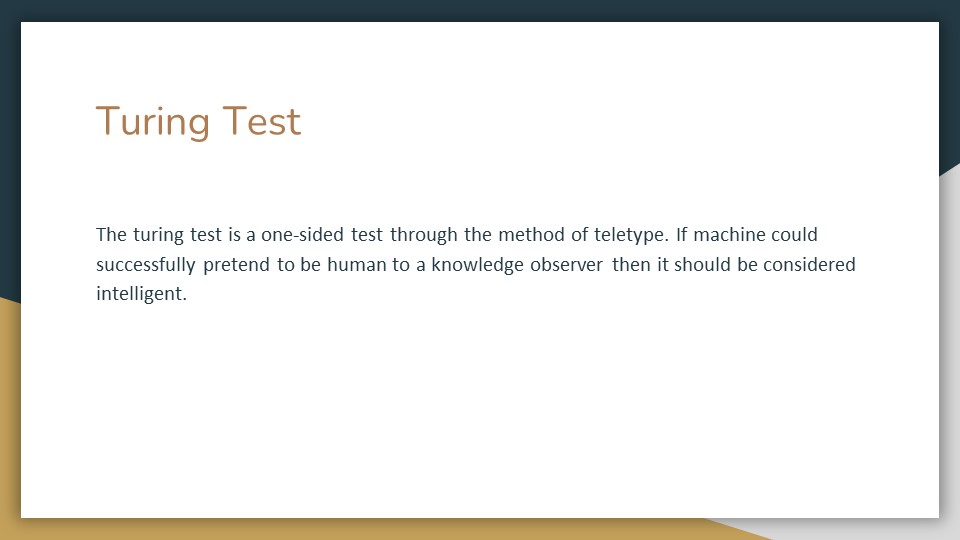 Turing Test
The turing test is a one-sided test through the method of teletype. If machine could
successfully pretend to be human to a knowledge observer then it should be considered
intelligent.